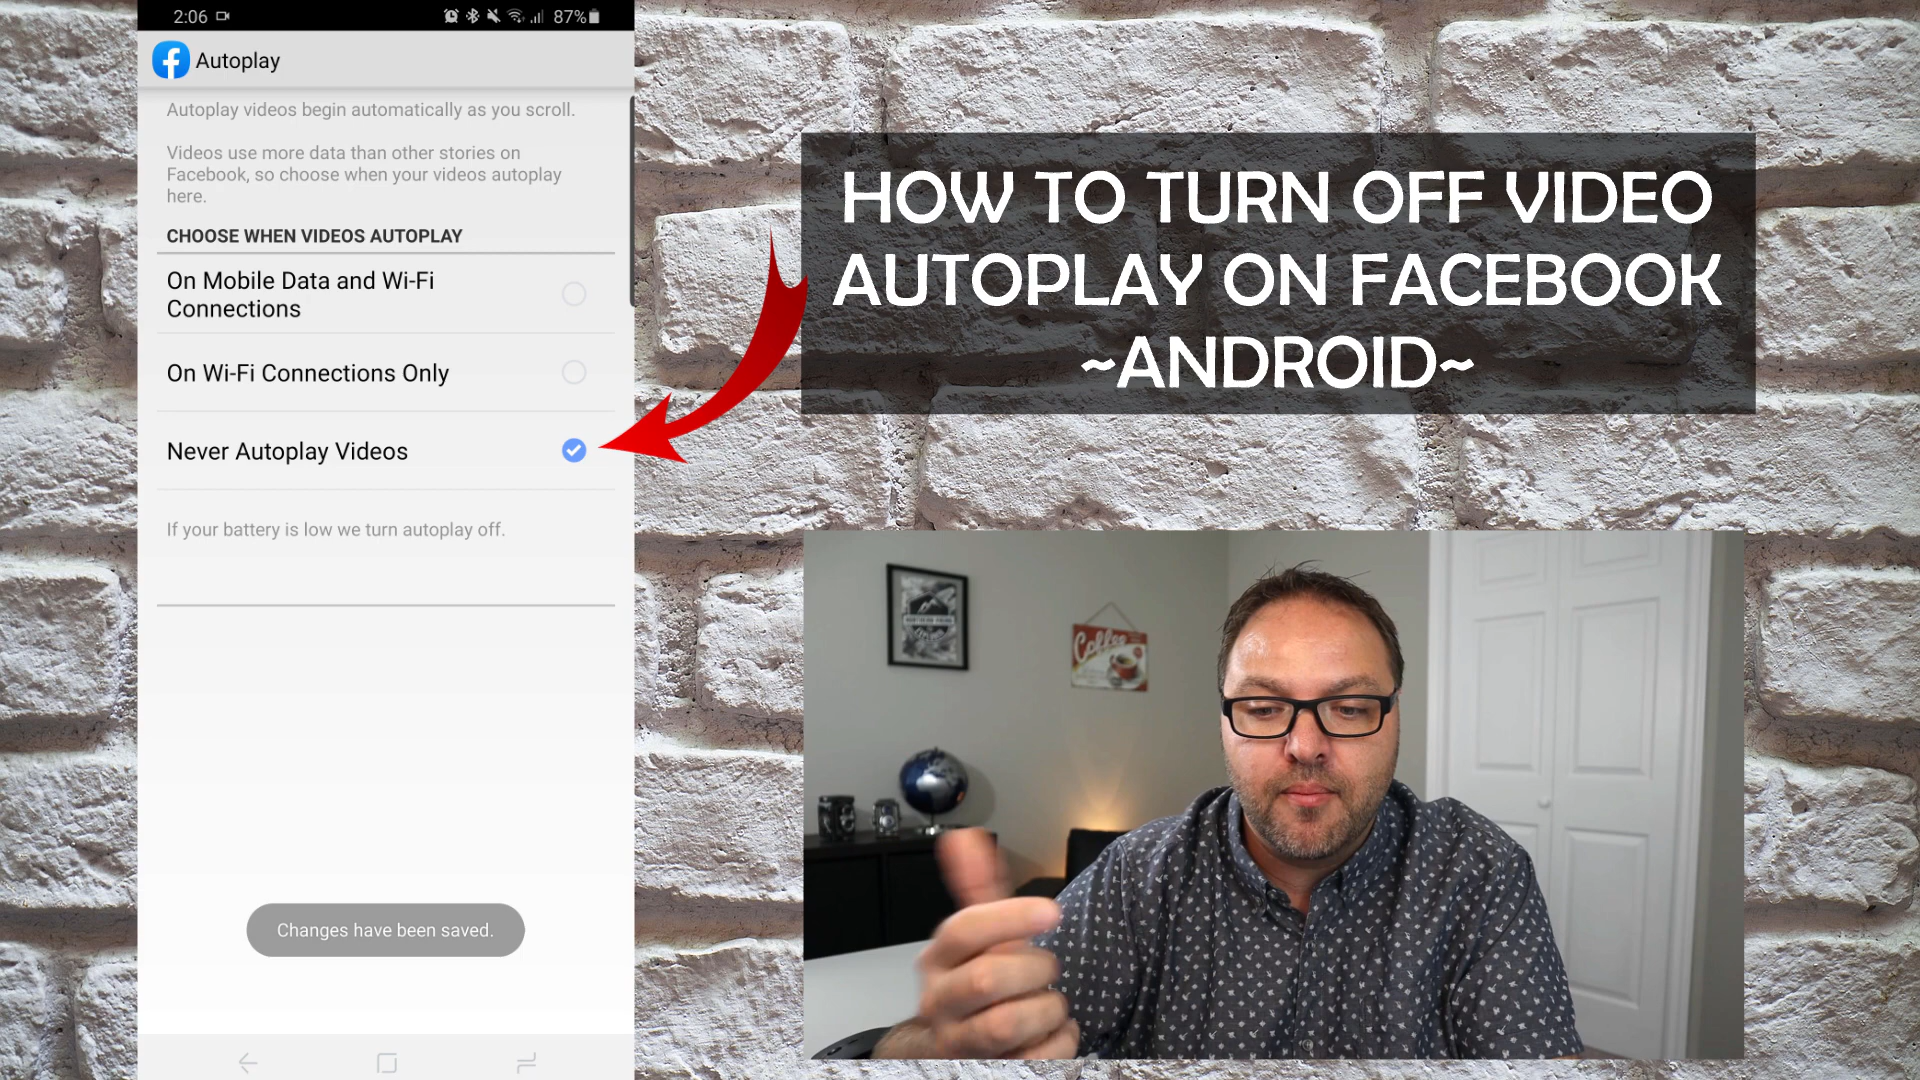 2:06
87%
Autoplay
Autoplay videos begin automatically as you scroll.
Videos use more data than other stories on
Facebook, so choose when your videos autoplay
here.
CHOOSE WHEN VIDEOS AUTOPLAY
On Mobile Data and Wi-Fi
Connections
On Wi-Fi Connections Only
Never Autoplay Videos
If your battery is low we turn autoplay off.
Changes have been saved.
HOW TO TURN OFF VIDEO
AUTOPLAY ON FACEBOOK
~ANDROID~
Coffee